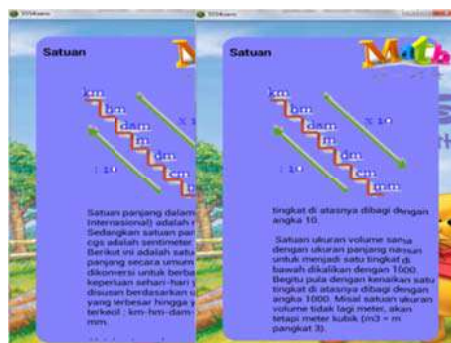 Satuan
km
hm
dam
m
dm
cm
: 10
Satuan panjang dalam
Internasional) adalah
Sedangkan satuan pan
cgs adalah sentimeter.
Berikut ini adalah satu
panjang secara umum
dikonversi untuk berba
keperluan sehari-hari
disusun berdasarkan
yang terbesar hingga
terkeoil : km-hm-dam-
mm.
Satuan
Math
km
hm
dam
m
dm
cm
mm
x 10
: 10
tingkat di atasnya dibagi dengan
angka 10.
Satuan ukuran volume sama
dengan ukuran panjang namun
untuk menjadi satu tingkat di
bawah dikalikan dengan 1000.
Begitu pula dengan kenaikan satu
tingkat di atasnya dibagi dengan
angka 1000. Misal satuan ukuran
volume tidak lagi meter, akan
tetapi meter kubik (m3 = m
pangkat 3).